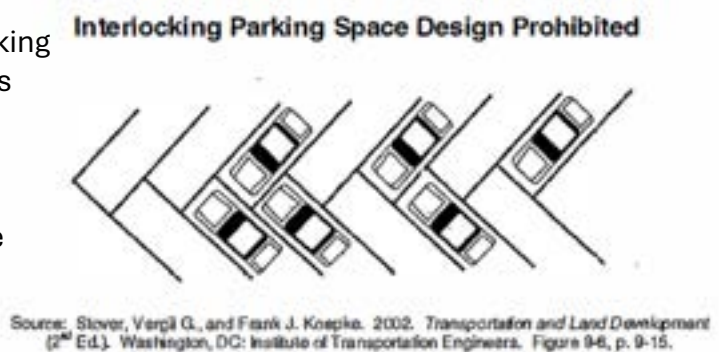 Interlocking Parking Space Design Prohibited
king
s
e
Source: Stover, Vergil G., and Frank J. Koepke. 2002. Transportation and Land Development
(2nd Ed.). Washington, DC: Institute of Transportation Engineers. Figure 9-6, p. 9-15.